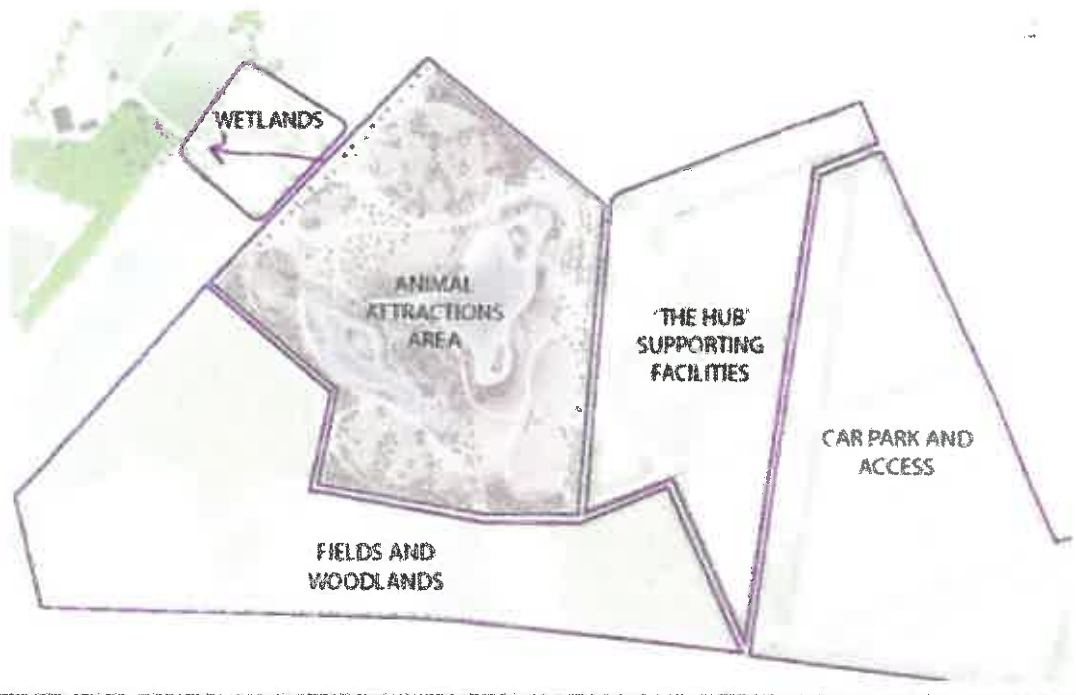 WETLANDS
ANIMAL
ATTRACTIONS
AREA
'THE HUB'
SUPPORTING
FACILITIES
CAR PARK AND
ACCESS
FIELDS AND
WOODLANDS